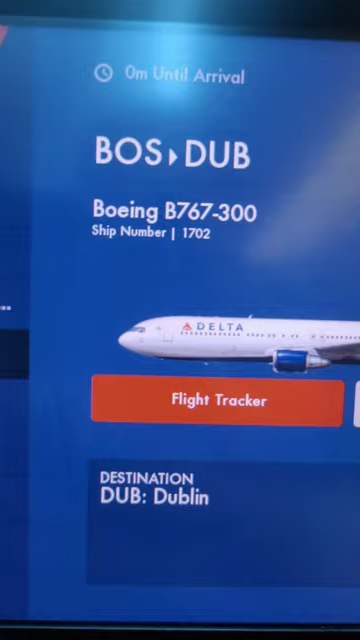 0m Until Arrival
BOS▸DUB
Boeing B767-300
Ship Number | 1702
DELTA
Flight Tracker
DESTINATION
DUB: Dublin